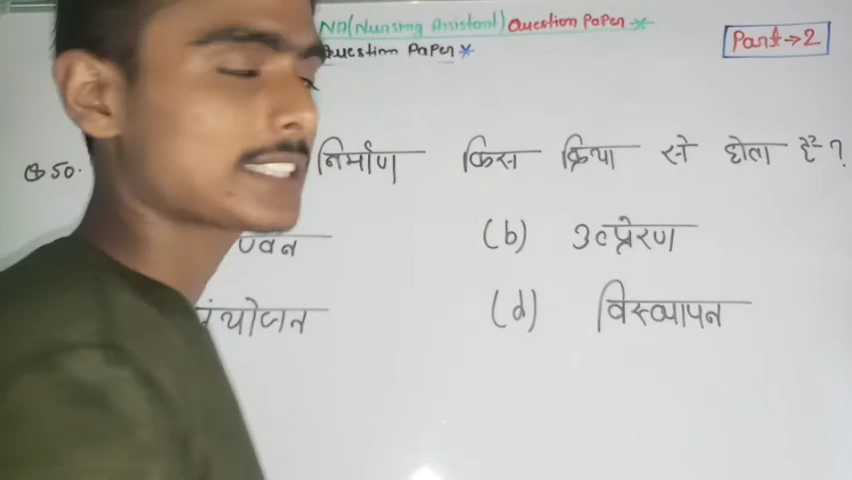 NA(Nursing Assistant) Question Paper
Question Paper
Part→2
Q50. निर्माण किस क्रिया से होता है?
(b) उत्प्रेरण
(d) विस्थापन